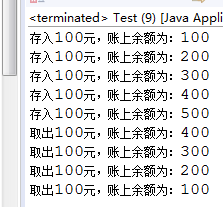 <terminated> Test (9) [Java Appli
存入100元，账上余额为：100
存入100元，账上余额为：200
存入100元，账上余额为：300
存入100元，账上余额为：400
存入100元，账上余额为：500
取出100元，账上余额为：400
取出100元，账上余额为：300
取出100元，账上余额为：200
取出100元，账上余额为：100